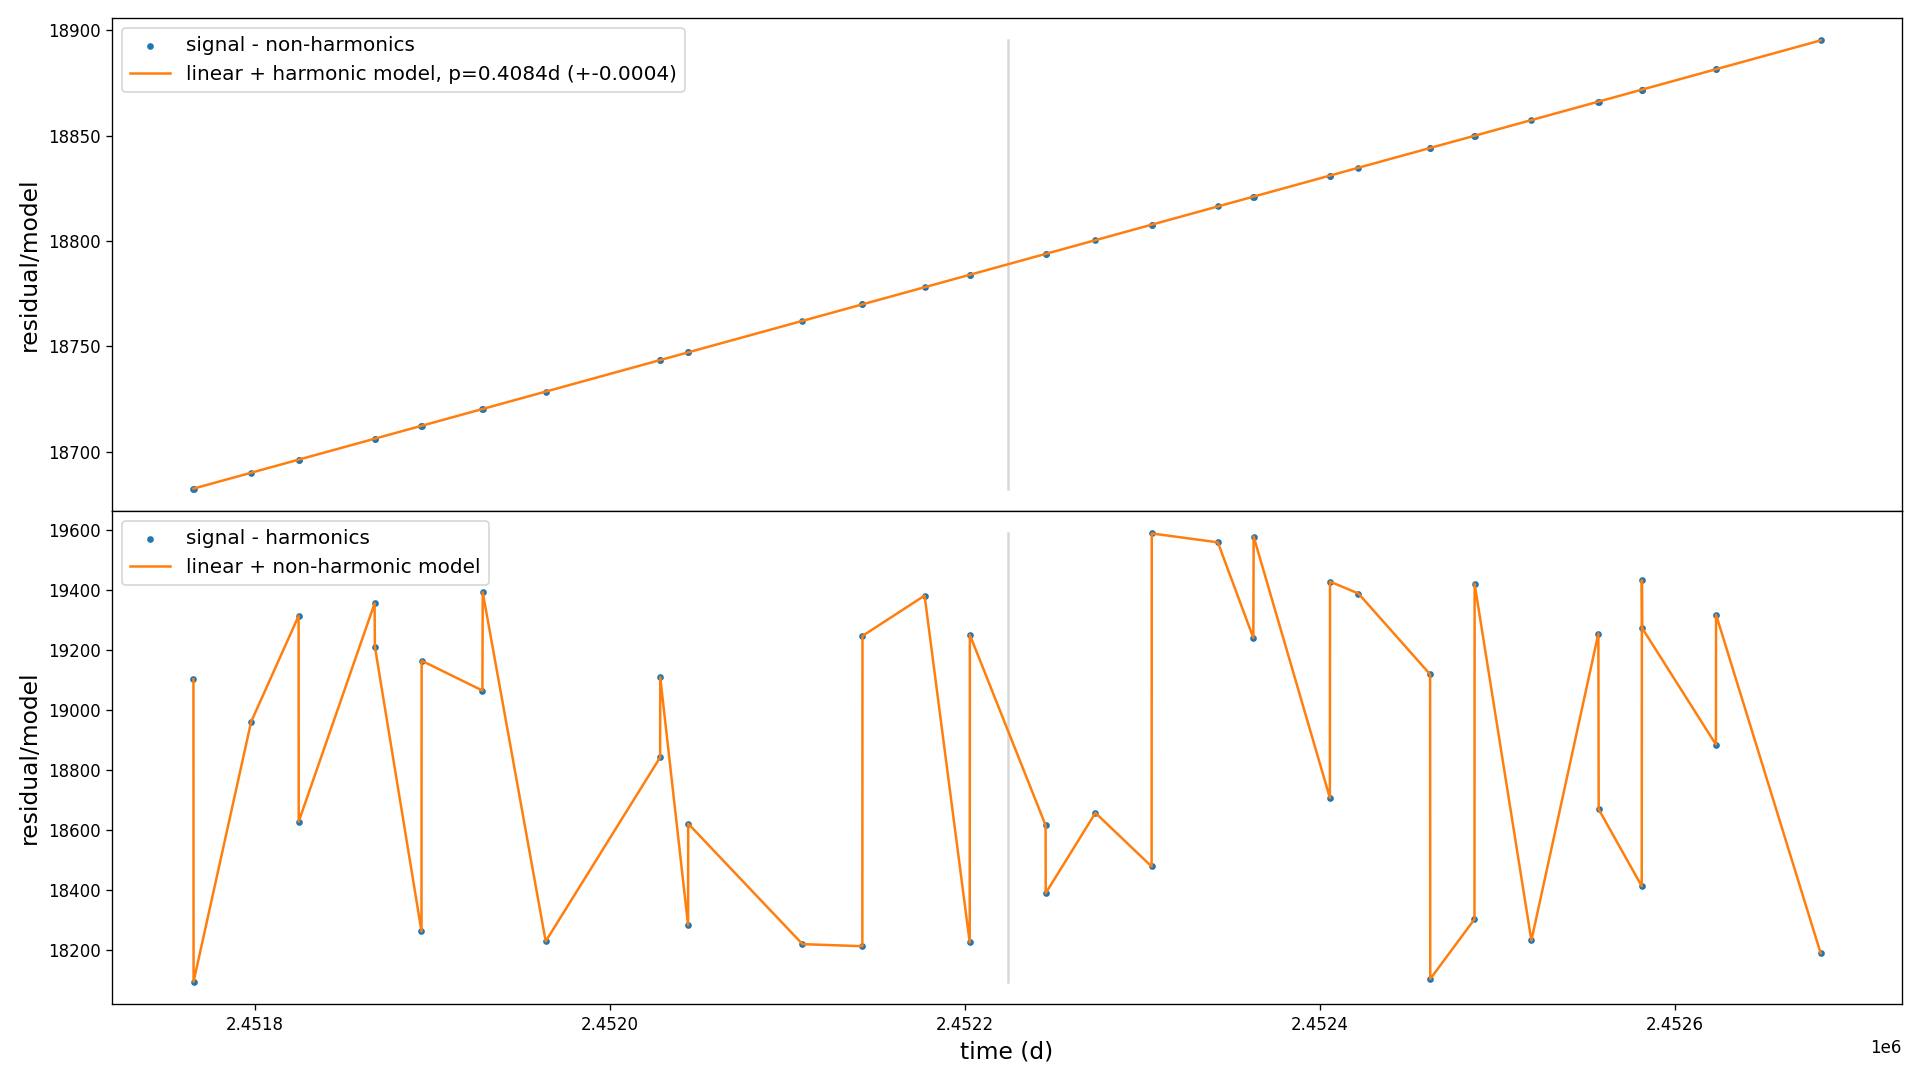 18900
18850
18800
18750
18700
residual/model
signal - non-harmonics
linear + harmonic model, p=0.4084d (+-0.0004)
19600
19400
19200
19000
18800
18600
18400
18200
residual/model
signal - harmonics
linear + non-harmonic model
2.4518 2.4520 2.4522 2.4524 2.4526
time (d)
1e6